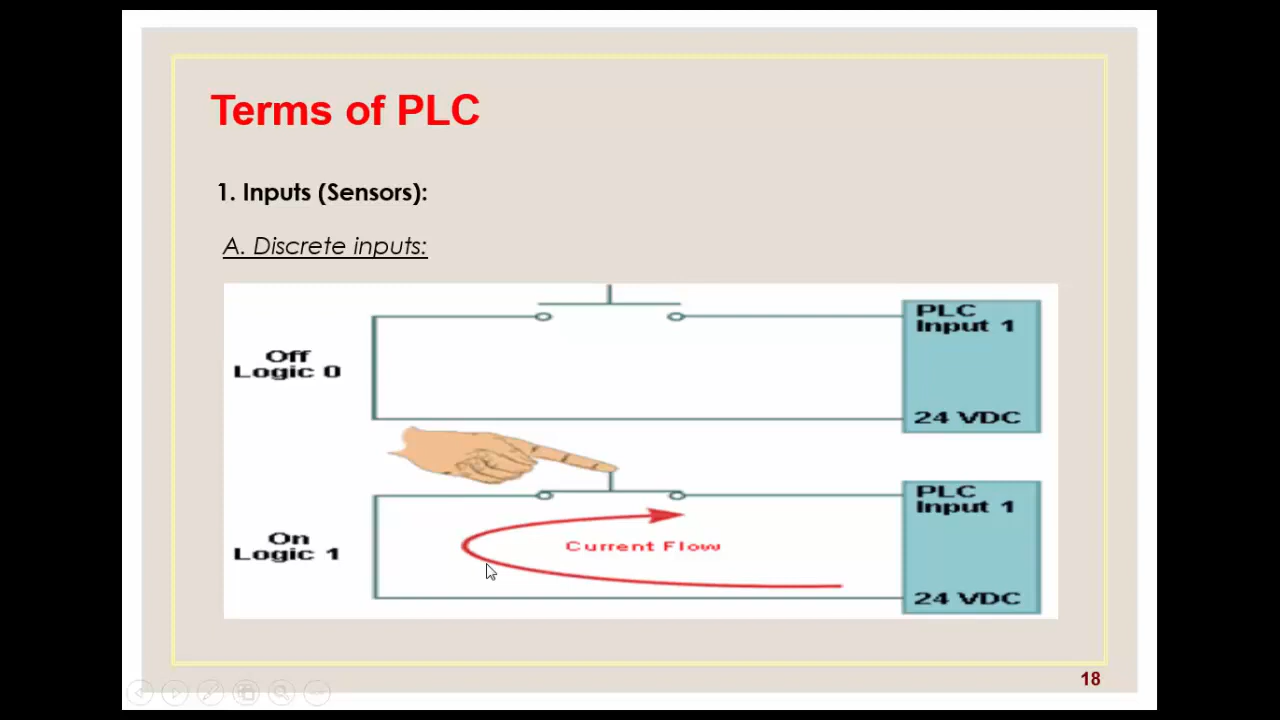 Terms of PLC
1. Inputs (Sensors):
A. Discrete inputs:
PLC
Input 1
Off
Logic 0
24 VDC
PLC
Input 1
On
Logic 1
Current Flow
24 VDC
18